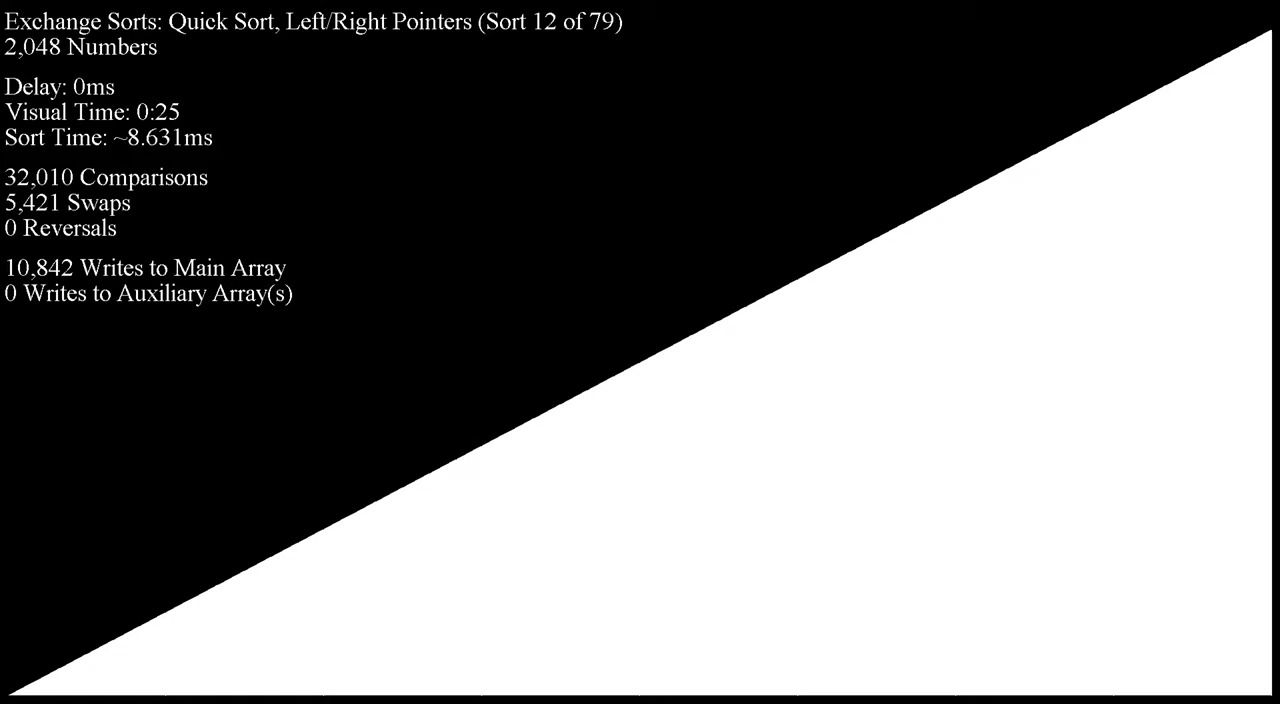 Exchange Sorts: Quick Sort, Left/Right Pointers (Sort 12 of 79)
2,048 Numbers
Delay: 0ms
Visual Time: 0:25
Sort Time: ~8.631ms
32,010 Comparisons
5,421 Swaps
0 Reversals
10,842 Writes to Main Array
0 Writes to Auxiliary Array(s)